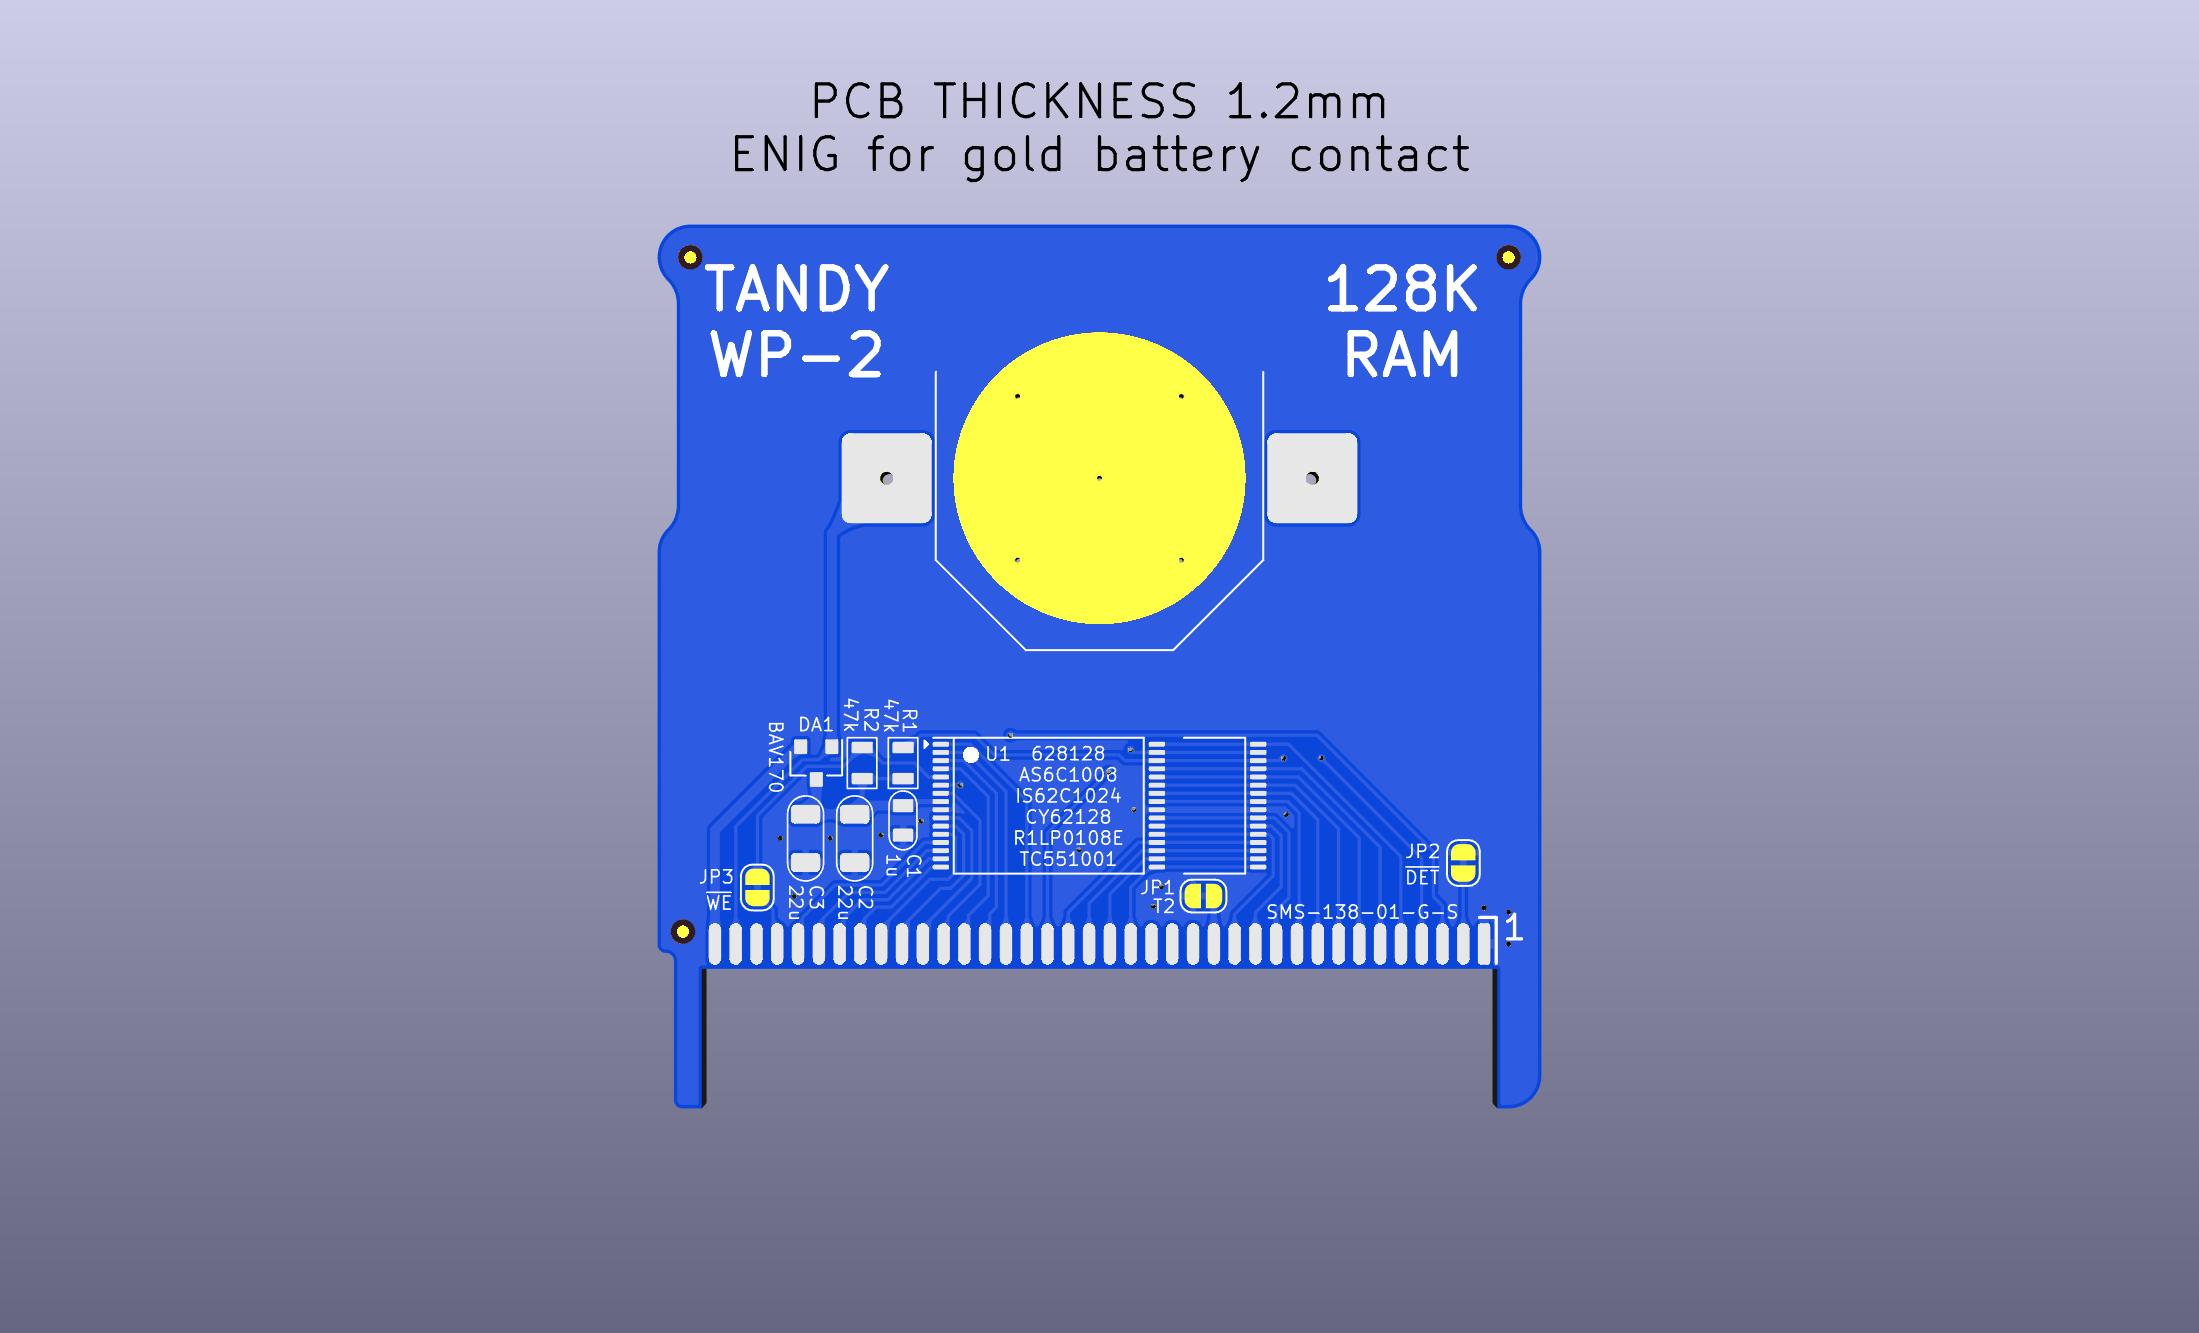 PCB THICKNESS 1.2mm
ENIG for gold battery contact
TANDY
WP-2
128K
RAM
DA1
BAV170
47k
R2
47k
R1
U1
628128
AS6C1008
IS62C1024
CY62128
R1LP0108E
TC551001
C1
1u
C2
22u
C3
22u
JP3
WE
JP1
T2
JP2
DET
SMS-138-01-G-S
1